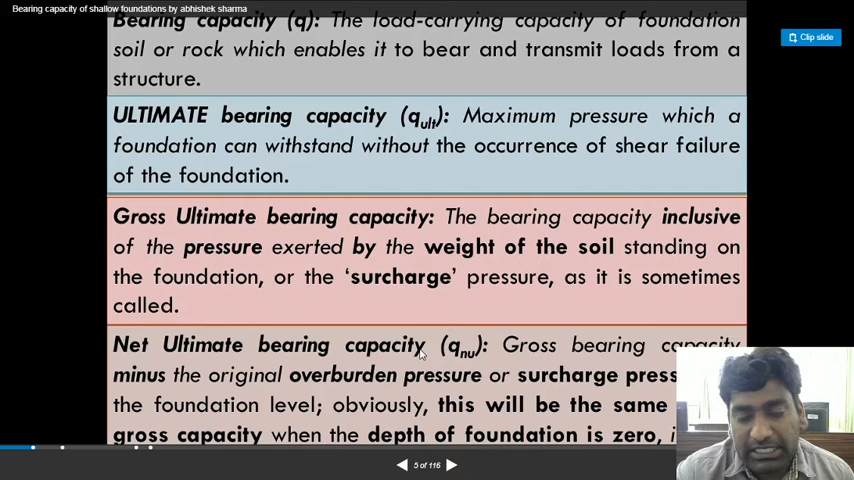 Bearing capacity of shallow foundations by abhishek sharma
Clip slide
Bearing capacity (q): The load-carrying capacity of foundation
soil or rock which enables it to bear and transmit loads from a
structure.
ULTIMATE bearing capacity (qult): Maximum pressure which a
foundation can withstand without the occurrence of shear failure
of the foundation.
Gross Ultimate bearing capacity: The bearing capacity inclusive
of the pressure exerted by the weight of the soil standing on
the foundation, or the ‘surcharge’ pressure, as it is sometimes
called.
Net Ultimate bearing capacity (qnu): Gross bearing capacity
minus the original overburden pressure or surcharge
the foundation level; obviously, this will be the same
gross capacity when the depth of foundation is zero,
5 of 116